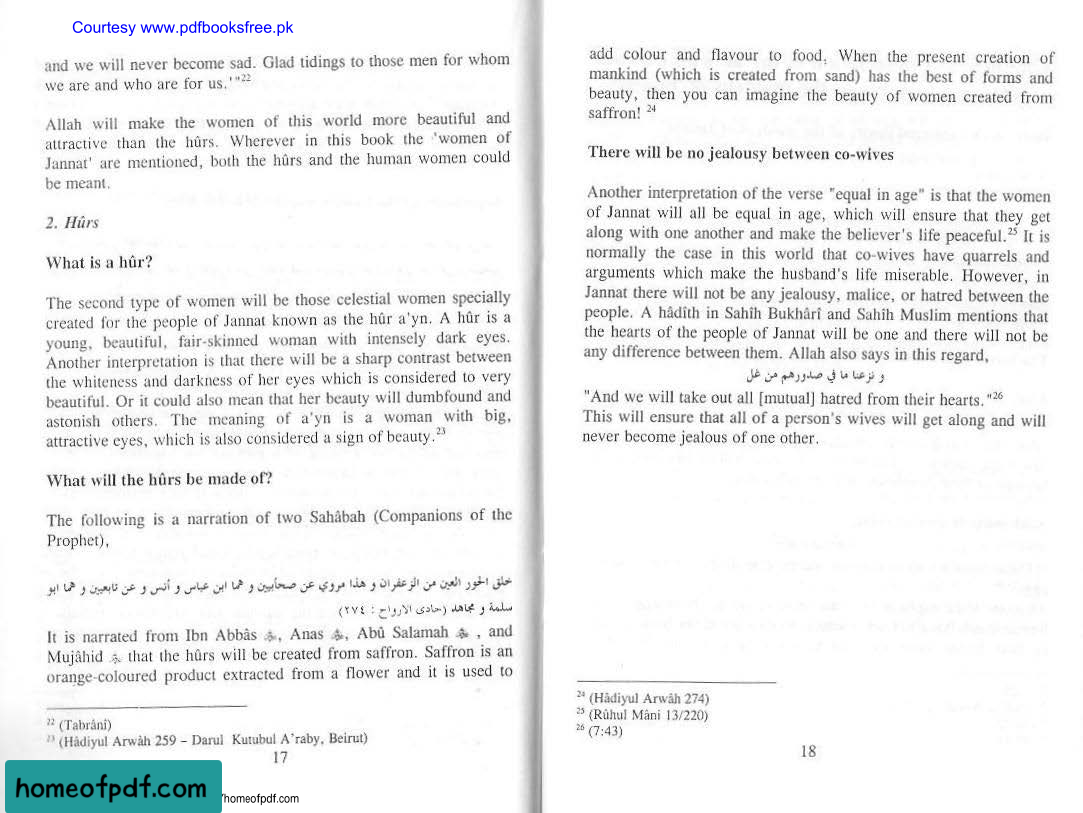 Courtesy www.pdfbooksfree.pk
and we will never become sad. Glad tidings to those men for whom
we are and who are for us.'"22
Allah will make the women of this world more beautiful and
attractive than the hûrs. Wherever in this book the 'women of
Jannat' are mentioned, both the hûrs and the human women could
be meant.
2. Hûrs
What is a hûr?
The second type of women will be those celestial women specially
created for the people of Jannat known as the hûr a'yn. A hûr is a
young, beautiful, fair-skinned woman with intensely dark eyes.
Another interpretation is that there will be a sharp contrast between
the whiteness and darkness of her eyes which is considered to very
beautiful. Or it could also mean that her beauty will dumbfound and
astonish others. The meaning of a'yn is a woman with big,
attractive eyes, which is also considered a sign of beauty.23
What will the hûrs be made of?
The following is a narration of two Sahâbah (Companions of the
Prophet),
خلق الحور العين من الزعفران و هذا مروي عن صحابيين و هما ابن عباس و أنس و عن تابعيين و هما ابو
سلمة و مجاهد (حادى الارواح : ٢٧٤)
It is narrated from Ibn Abbâs , Anas , Abû Salamah , and
Mujâhid that the hûrs will be created from saffron. Saffron is an
orange-coloured product extracted from a flower and it is used to
22 (Tabrânî)
23 (Hâdiyul Arwâh 259 – Darul Kutubul A'raby, Beirut)
17
add colour and flavour to food. When the present creation of
mankind (which is created from sand) has the best of forms and
beauty, then you can imagine the beauty of women created from
saffron! 24
There will be no jealousy between co-wives
Another interpretation of the verse "equal in age" is that the women
of Jannat will all be equal in age, which will ensure that they get
along with one another and make the believer's life peaceful.25 It is
normally the case in this world that co-wives have quarrels and
arguments which make the husband's life miserable. However, in
Jannat there will not be any jealousy, malice, or hatred between the
people. A hâdîth in Sahîh Bukhârî and Sahîh Muslim mentions that
the hearts of the people of Jannat will be one and there will not be
any difference between them. Allah also says in this regard,
و نزعنا ما في صدورهم من غل
"And we will take out all [mutual] hatred from their hearts."26
This will ensure that all of a person's wives will get along and will
never become jealous of one other.
24 (Hâdiyul Arwâh 274)
25 (Rûhul Mâni 13/220)
26 (7:43)
18
homeofpdf.com
/homeofpdf.com